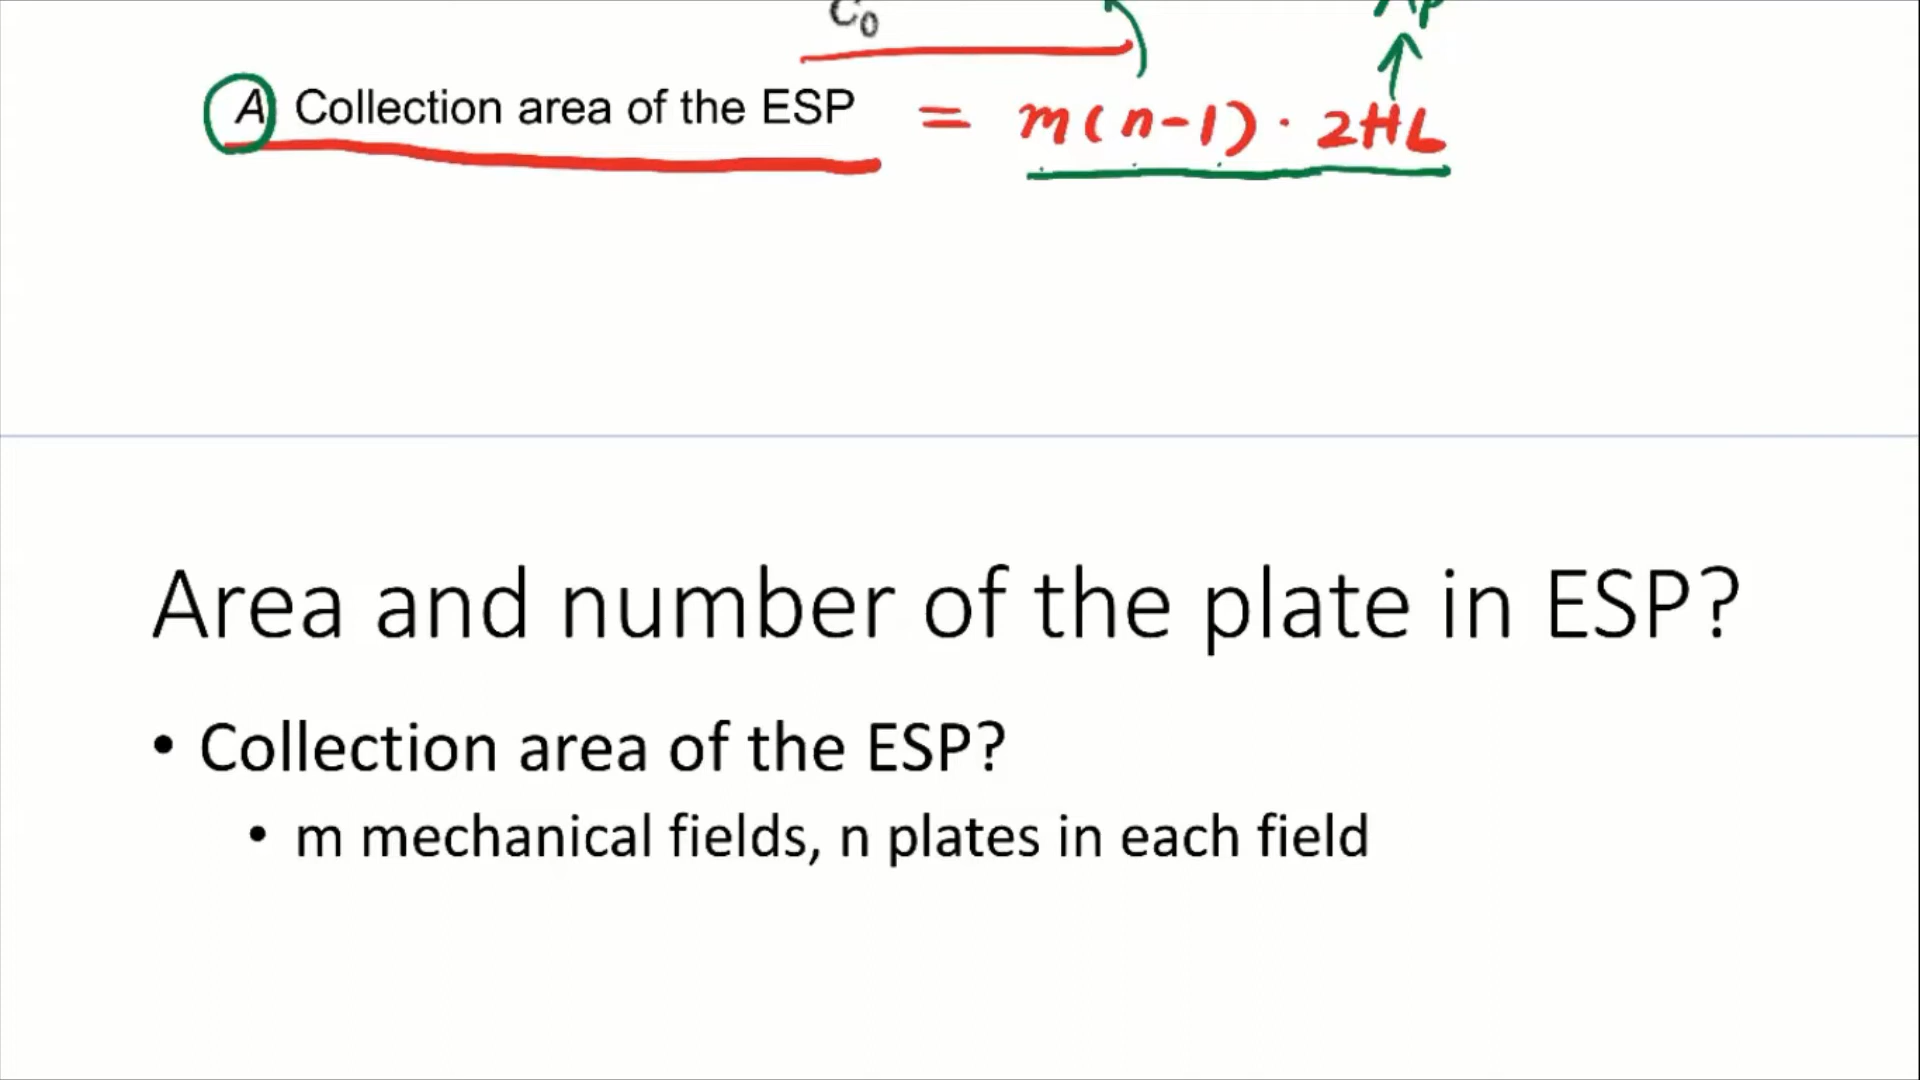 C₀ Ap
A Collection area of the ESP = m(n-1) · 2HL
Area and number of the plate in ESP?
• Collection area of the ESP?
• m mechanical fields, n plates in each field